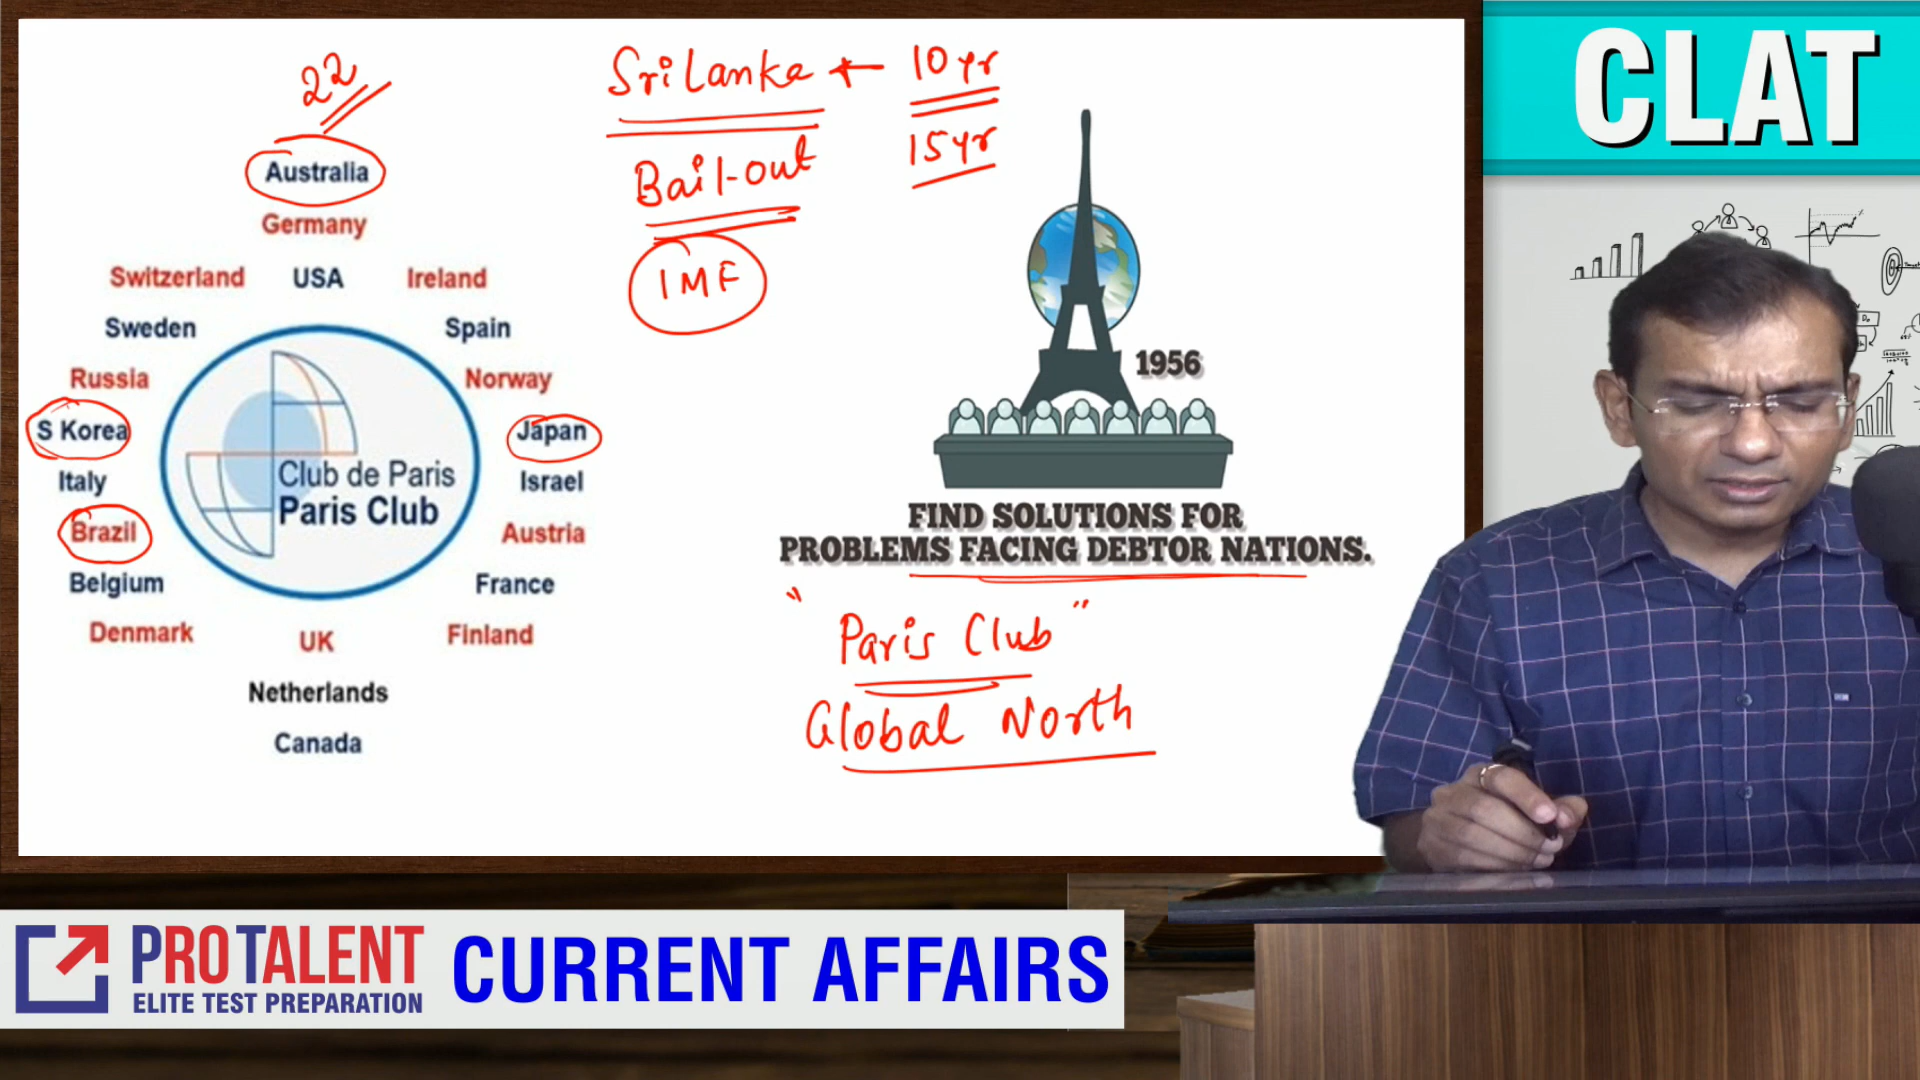 22
Australia
Germany
Switzerland USA Ireland
Sweden Spain
Russia Norway
S Korea Japan
Italy Israel
Brazil Austria
Belgium France
Denmark UK Finland
Netherlands
Canada
Club de Paris
Paris Club
Sri Lanka ← 10 yr
15 yr
Bail-out
IMF
1956
FIND SOLUTIONS FOR
PROBLEMS FACING DEBTOR NATIONS.
"Paris Club"
Global North
CLAT
PROTALENT
ELITE TEST PREPARATION
CURRENT AFFAIRS